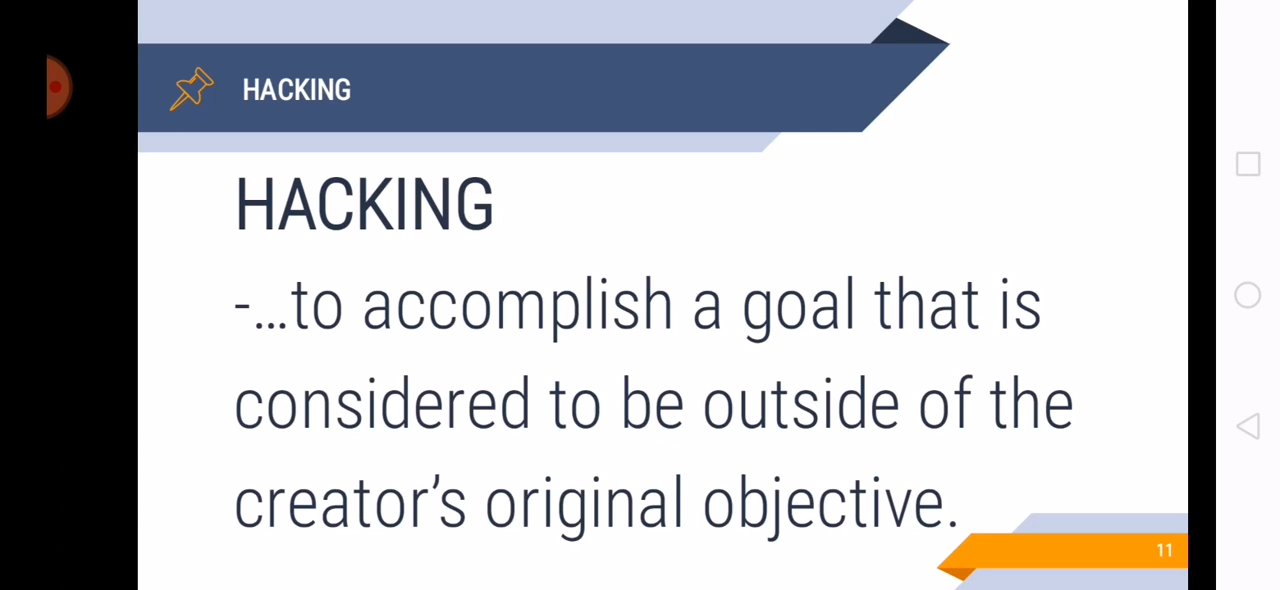 HACKING
HACKING
-...to accomplish a goal that is
considered to be outside of the
creator’s original objective.
11